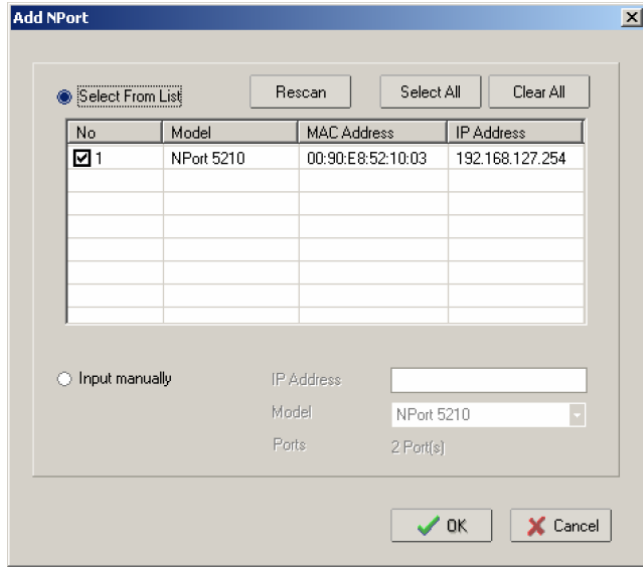 Add NPort
Select From List Rescan Select All Clear All
No Model MAC Address IP Address
1 NPort 5210 00:90:E8:52:10:03 192.168.127.254
Input manually IP Address
Model NPort 5210
Ports 2 Port(s)
OK Cancel